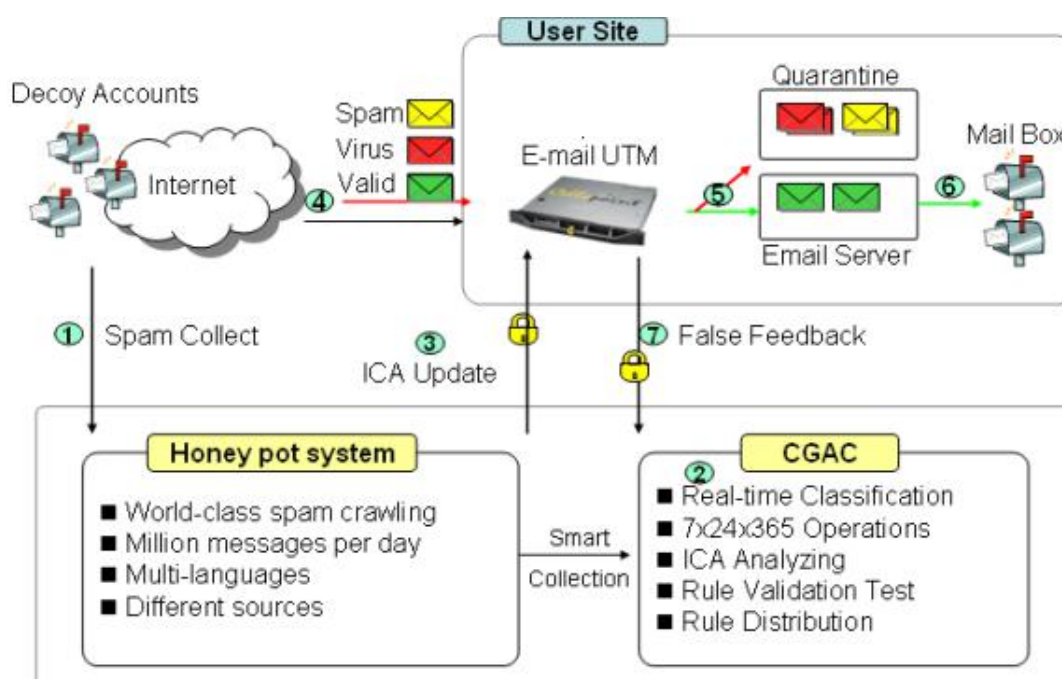 User Site
Decoy Accounts
Internet
Spam
Virus
Valid
4
E-mail UTM
Quarantine
5
Email Server
6
Mail Box
1
Spam Collect
3
ICA Update
7
False Feedback
Honey pot system
World-class spam crawling
Million messages per day
Multi-languages
Different sources
Smart
Collection
CGAC
2
Real-time Classification
7x24x365 Operations
ICA Analyzing
Rule Validation Test
Rule Distribution